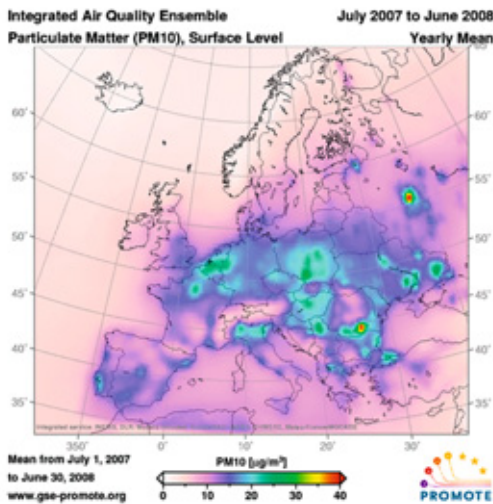 Integrated Air Quality Ensemble
July 2007 to June 2008
Particulate Matter (PM10), Surface Level
Yearly Mean
65˚
60˚
60˚
55˚
55˚
50˚
50˚
45˚
45˚
40˚
40˚
35˚
35˚
350˚
0˚
10˚
20˚
30˚
Mean from July 1, 2007
to June 30, 2008
www.gse-promote.org
PM10 [µg/m³]
0
10
20
30
40
PROMOTE